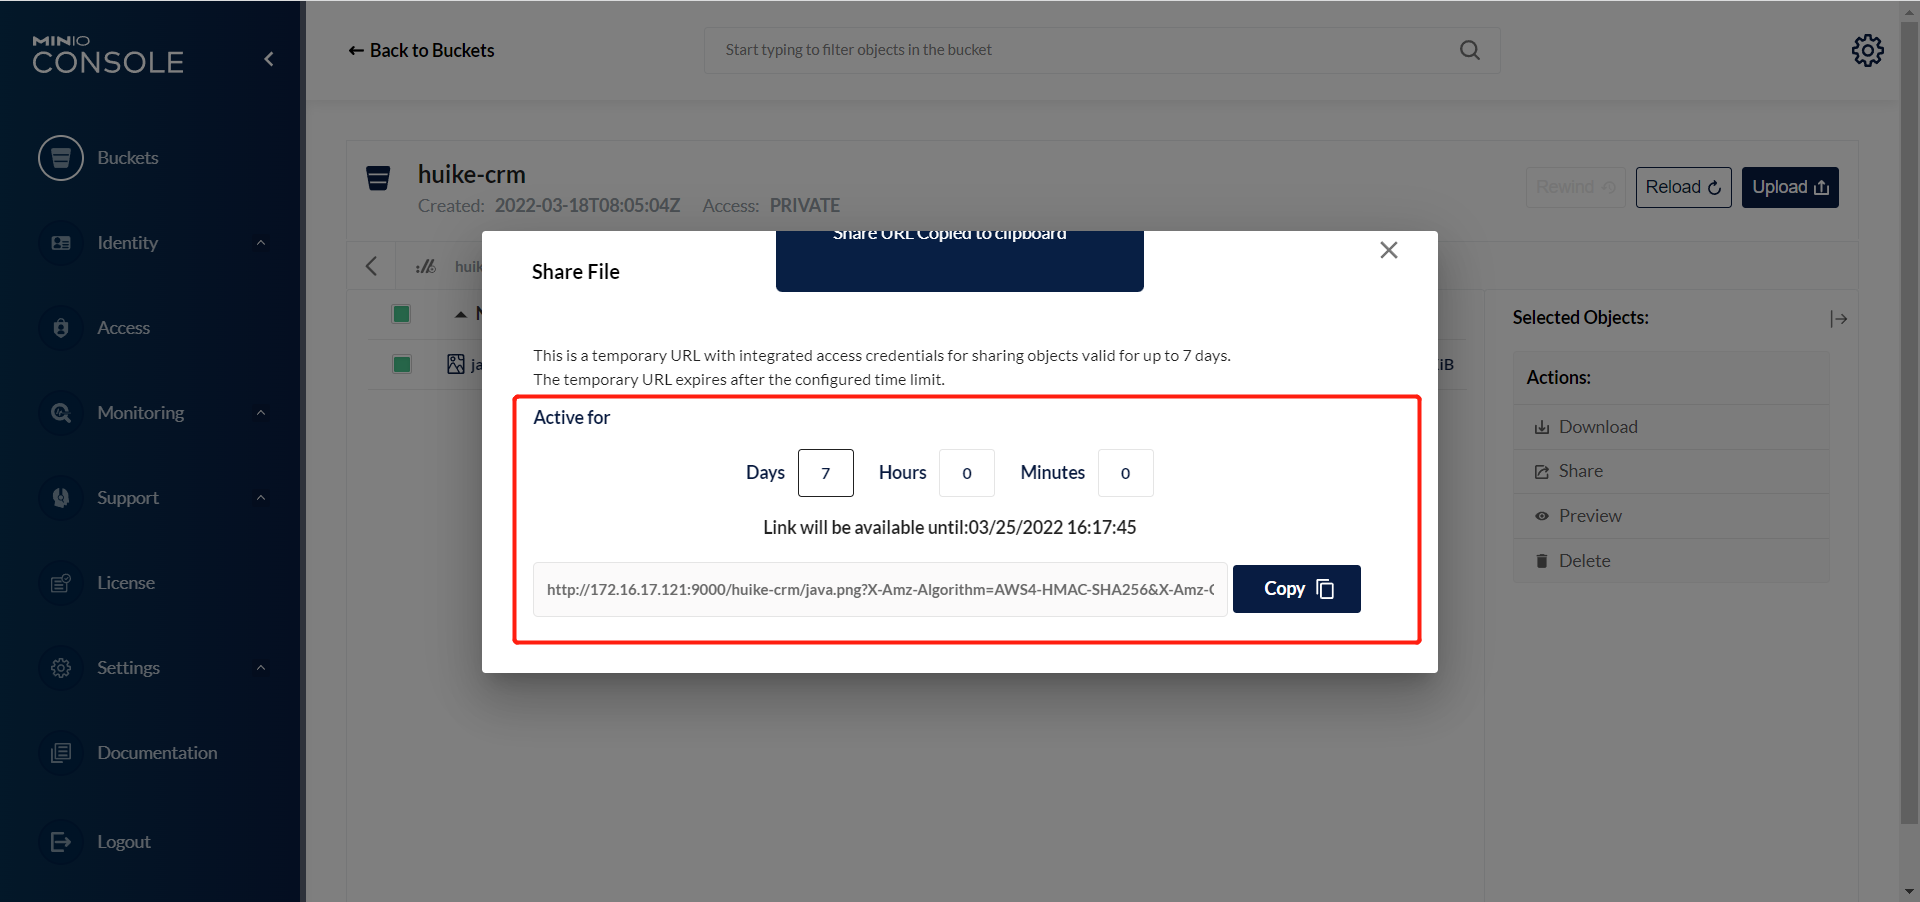 MINIO
CONSOLE
Buckets
Identity
Access
Monitoring
Support
License
Settings
Documentation
Logout
Back to Buckets
Start typing to filter objects in the bucket
huike-crm
Created: 2022-03-18T08:05:04Z Access: PRIVATE
Rewind
Reload
Upload
Share URL Copied to clipboard
Share File
This is a temporary URL with integrated access credentials for sharing objects valid for up to 7 days.
The temporary URL expires after the configured time limit.
Active for
Days 7 Hours 0 Minutes 0
Link will be available until:03/25/2022 16:17:45
http://172.16.17.121:9000/huike-crm/java.png?X-Amz-Algorithm=AWS4-HMAC-SHA256&X-Amz-
Copy
Selected Objects:
Actions:
Download
Share
Preview
Delete